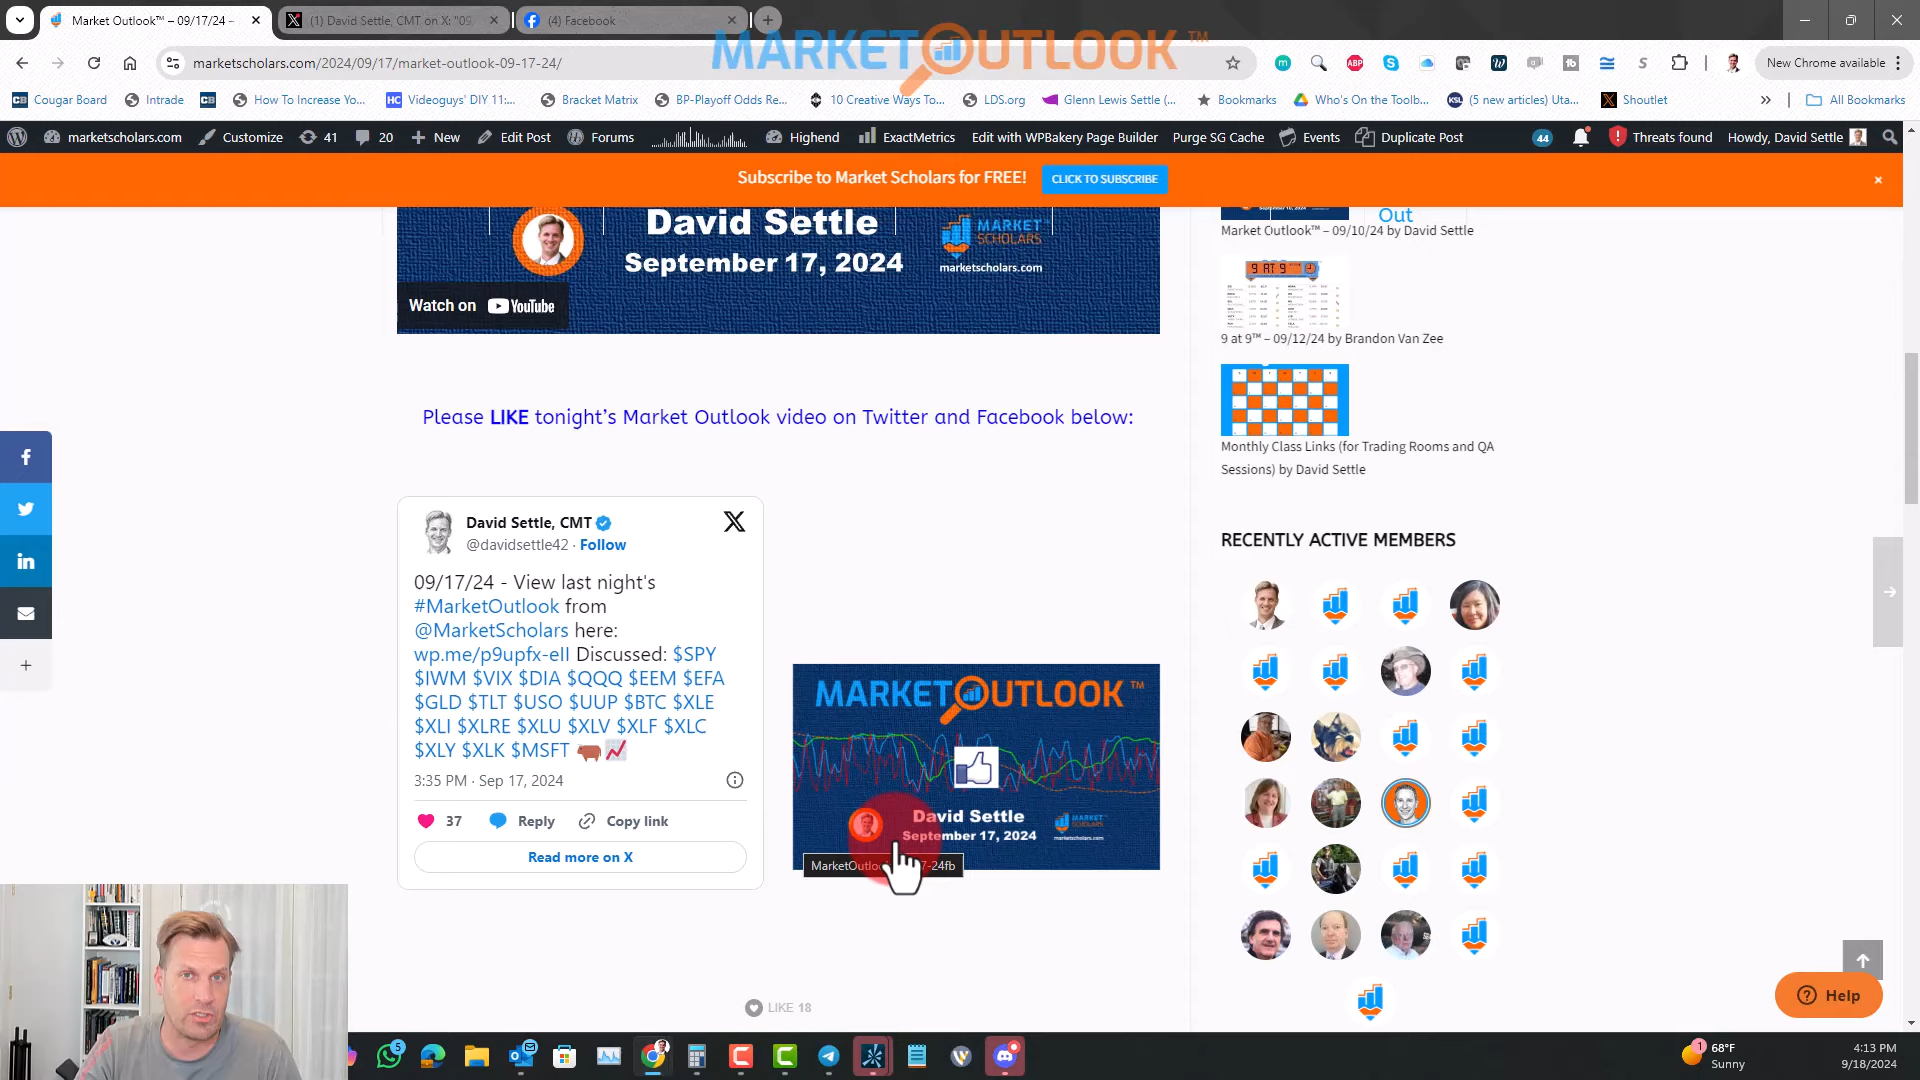 Market Outlook™ – 09/17/24 –
(1) David Settle, CMT on X: "09
(4) Facebook
MARKETOUTLOOK™
marketscholars.com/2024/09/17/market-outlook-09-17-24/
New Chrome available
Cougar Board
Intrade
How To Increase Yo...
Videoguys' DIY 11:...
Bracket Matrix
BP-Playoff Odds Re...
10 Creative Ways To...
LDS.org
Glenn Lewis Settle (...
Bookmarks
Who's On the Toolb...
(5 new articles) Uta...
Shoutlet
All Bookmarks
marketscholars.com
Customize
41
20
New
Edit Post
Forums
Highend
ExactMetrics
Edit with WPBakery Page Builder
Purge SG Cache
Events
Duplicate Post
44
Threats found
Howdy, David Settle
Subscribe to Market Scholars for FREE!
CLICK TO SUBSCRIBE
×
David Settle
September 17, 2024
MARKET
SCHOLARS
marketscholars.com
Watch on YouTube
Please LIKE tonight's Market Outlook video on Twitter and Facebook below:
David Settle, CMT
@davidsettle42 · Follow
09/17/24 - View last night's
#MarketOutlook from
@MarketScholars here:
wp.me/p9upfx-eIl Discussed: $SPY
$IWM $VIX $DIA $QQQ $EEM $EFA
$GLD $TLT $USO $UUP $BTC $XLE
$XLI $XLRE $XLU $XLV $XLF $XLC
$XLY $XLK $MSFT 🐂📈
3:35 PM · Sep 17, 2024
37
Reply
Copy link
Read more on X
MARKETOUTLOOK™
David Settle
September 17, 2024
MARKET
SCHOLARS
marketscholars.com
LIKE 18
Out
Market Outlook™ – 09/10/24 by David Settle
9 AT 9
9 at 9™ – 09/12/24 by Brandon Van Zee
Monthly Class Links (for Trading Rooms and QA
Sessions) by David Settle
RECENTLY ACTIVE MEMBERS
Help
5
1
68°F
Sunny
4:13 PM
9/18/2024